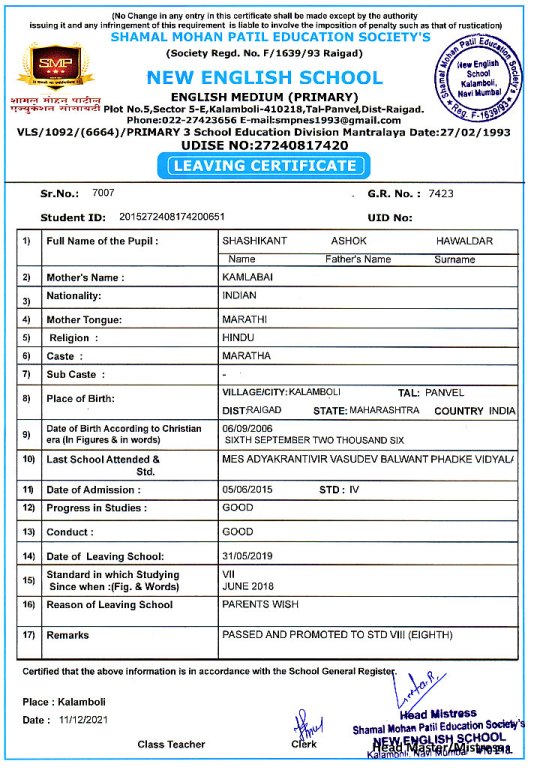 (No Change in any entry in this certificate shall be made except by the authority
issuing it and any infringement of this requirement is liable to involve the imposition of penalty such as that of rustication)
SHAMAL MOHAN PATIL EDUCATION SOCIETY'S
(Society Regd. No. F/1639/93 Raigad)
SMP
NEW ENGLISH SCHOOL
ENGLISH MEDIUM (PRIMARY)
शामल मोहन पाटील
एज्युकेशन सोसायटी
Plot No.5,Sector 5-E,Kalamboli-410218,Tal-Panvel,Dist-Raigad.
Phone:022-27423656 E-mail:smpnes1993@gmail.com
VLS/1092/(6664)/PRIMARY 3 School Education Division Mantralaya Date:27/02/1993
UDISE NO:27240817420
LEAVING CERTIFICATE
Shamal Mohan Patil Education Society's
New English
School
Kalamboli,
Navi Mumbai
Reg. F-1639/93
Sr.No.: 7007 G.R. No. : 7423
Student ID: 2015272408174200651 UID No:
1) Full Name of the Pupil : SHASHIKANT ASHOK HAWALDAR
Name Father's Name Surname
2) Mother's Name : KAMLABAI
3) Nationality: INDIAN
4) Mother Tongue: MARATHI
5) Religion : HINDU
6) Caste : MARATHA
7) Sub Caste : -
8) Place of Birth: VILLAGE/CITY: KALAMBOLI TAL: PANVEL
DIST:RAIGAD STATE: MAHARASHTRA COUNTRY INDIA
9) Date of Birth According to Christian 06/09/2006
era (In Figures & in words) SIXTH SEPTEMBER TWO THOUSAND SIX
10) Last School Attended & MES ADYAKRANTIVIR VASUDEV BALWANT PHADKE VIDYALA
Std.
11) Date of Admission : 05/06/2015 STD : IV
12) Progress in Studies : GOOD
13) Conduct : GOOD
14) Date of Leaving School: 31/05/2019
15) Standard in which Studying VII
Since when :(Fig. & Words) JUNE 2018
16) Reason of Leaving School PARENTS WISH
17) Remarks PASSED AND PROMOTED TO STD VIII (EIGHTH)
Certified that the above information is in accordance with the School General Register.
Place : Kalamboli
Date : 11/12/2021
Class Teacher Clerk
Head Mistress
Shamal Mohan Patil Education Society's
NEW ENGLISH SCHOOL
Head Master/Mistress
Kalamboli, Navi Mumbai 410 218.